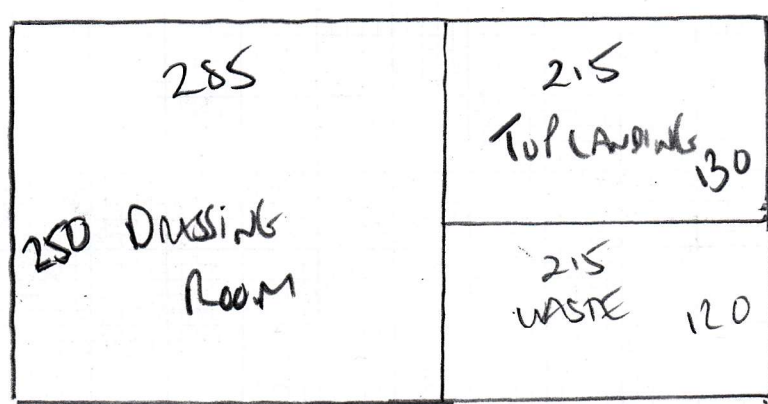 285
250 DRESSING
ROOM
215
TOP LANDING
130
215
WASTE 120